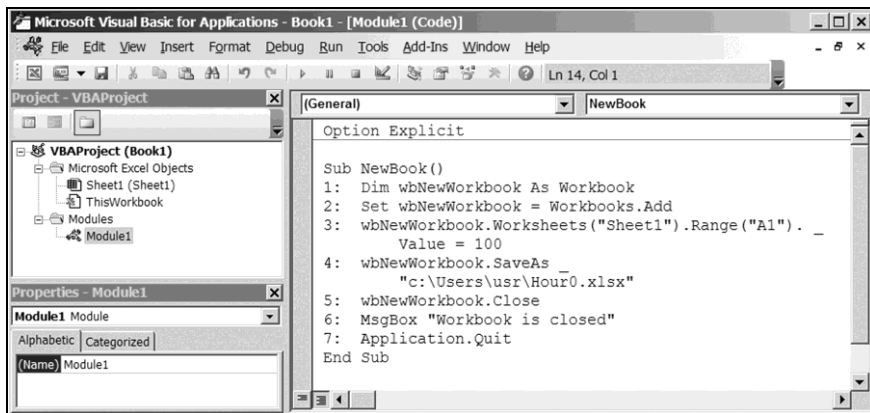 Microsoft Visual Basic for Applications - Book1 - [Module1 (Code)]
File Edit View Insert Format Debug Run Tools Add-Ins Window Help
Ln 14, Col 1
Project - VBAProject
VBAProject (Book1)
Microsoft Excel Objects
Sheet1 (Sheet1)
ThisWorkbook
Modules
Module1
Properties - Module1
Module1 Module
Alphabetic Categorized
(Name) Module1
(General) NewBook
Option Explicit
Sub NewBook()
1: Dim wbNewWorkbook As Workbook
2: Set wbNewWorkbook = Workbooks.Add
3: wbNewWorkbook.Worksheets("Sheet1").Range("A1"). _
Value = 100
4: wbNewWorkbook.SaveAs _
"c:\Users\usr\Hour0.xlsx"
5: wbNewWorkbook.Close
6: MsgBox "Workbook is closed"
7: Application.Quit
End Sub